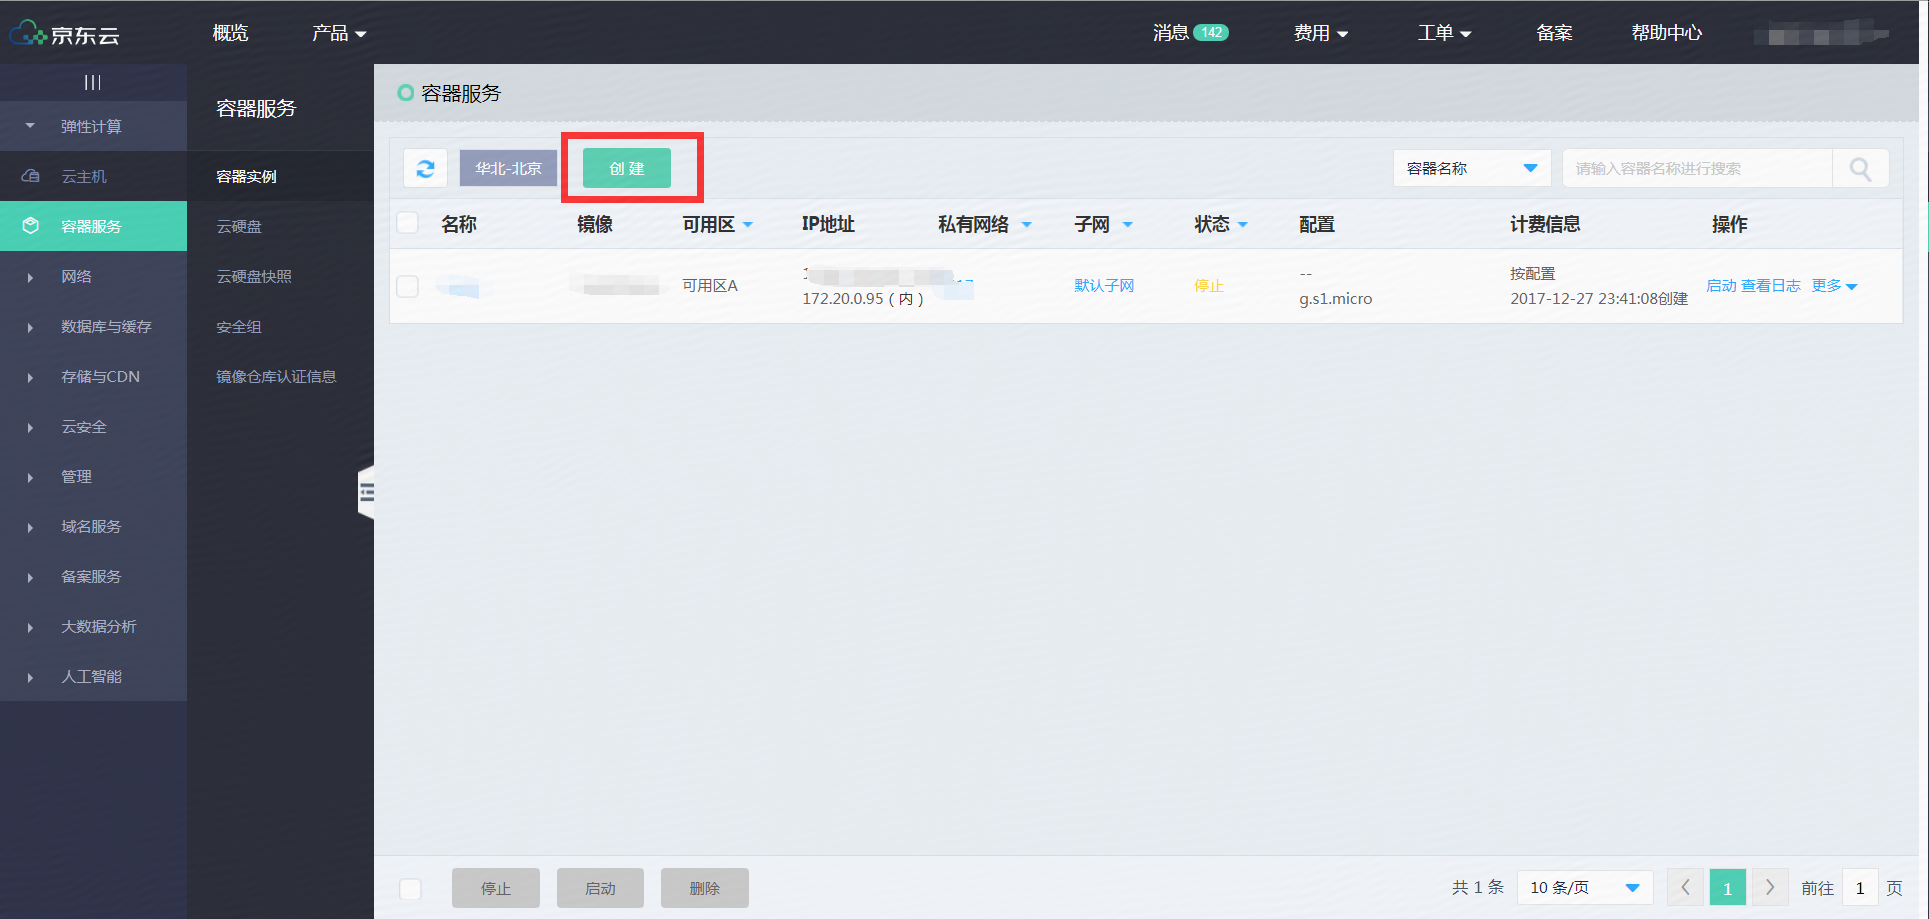 京东云
概览
产品
消息 142
费用
工单
备案
帮助中心
弹性计算
云主机
容器服务
网络
数据库与缓存
存储与CDN
云安全
管理
域名服务
备案服务
大数据分析
人工智能
容器服务
容器实例
云硬盘
云硬盘快照
安全组
镜像仓库认证信息
容器服务
华北-北京
创 建
容器名称
请输入容器名称进行搜索
名称 镜像 可用区 IP地址 私有网络 子网 状态 配置 计费信息 操作
可用区A
172.20.0.95 ( 内 )
默认子网
停止
--
g.s1.micro
按配置
2017-12-27 23:41:08创建
启动 查看日志 更多
停止
启动
删除
共 1 条
10 条/页
1
前往 1 页